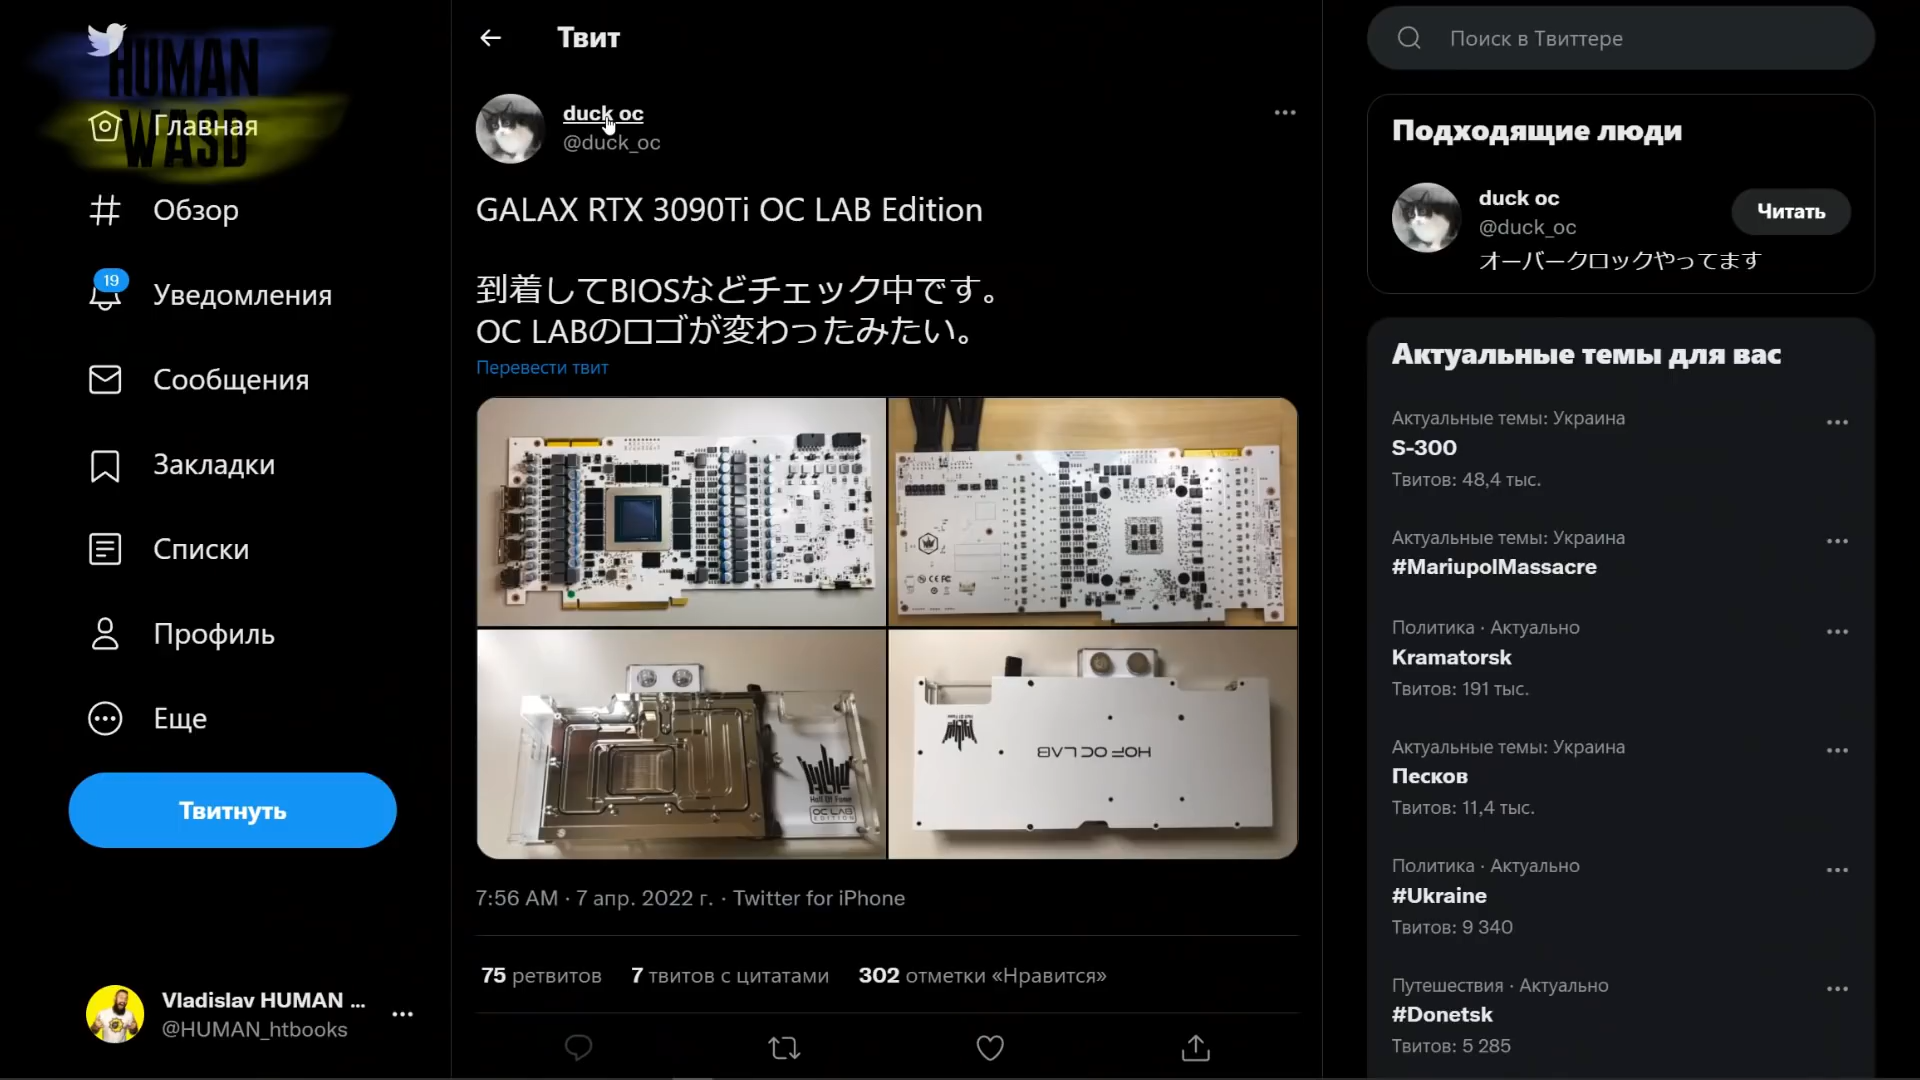 HUMAN
WASD
Главная
Обзор
19
Уведомления
Сообщения
Закладки
Списки
Профиль
Еще
Твитнуть
Vladislav HUMAN ...
@HUMAN_htbooks
Твит
duck oc
@duck_oc
GALAX RTX 3090Ti OC LAB Edition
到着してBIOSなどチェック中です。
OC LABのロゴが変わったみたい。
Перевести твит
HOF
Hall Of Fame
OC LAB
EDITION
HOF OC LAB
7:56 AM · 7 апр. 2022 г. · Twitter for iPhone
75 ретвитов 7 твитов с цитатами 302 отметки «Нравится»
Поиск в Твиттере
Подходящие люди
duck oc
@duck_oc
Читать
オーバークロックやってます
Актуальные темы для вас
Актуальные темы: Украина
S-300
Твитов: 48,4 тыс.
Актуальные темы: Украина
#MariupolMassacre
Политика · Актуально
Kramatorsk
Твитов: 191 тыс.
Актуальные темы: Украина
Песков
Твитов: 11,4 тыс.
Политика · Актуально
#Ukraine
Твитов: 9 340
Путешествия · Актуально
#Donetsk
Твитов: 5 285